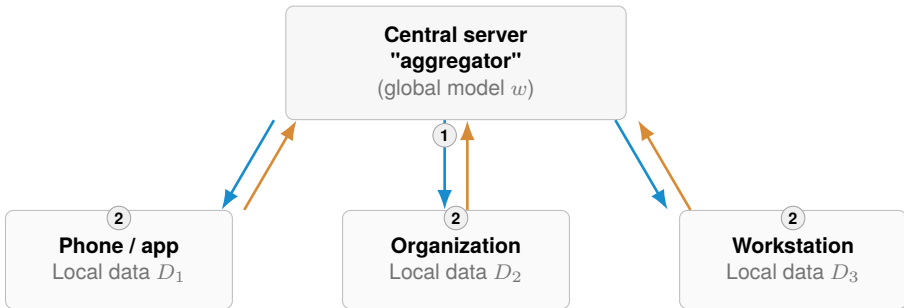 Central server
"aggregator"
(global model w)
1
2
2
2
Phone / app
Organization
Workstation
Local data D₁
Local data D₂
Local data D₃